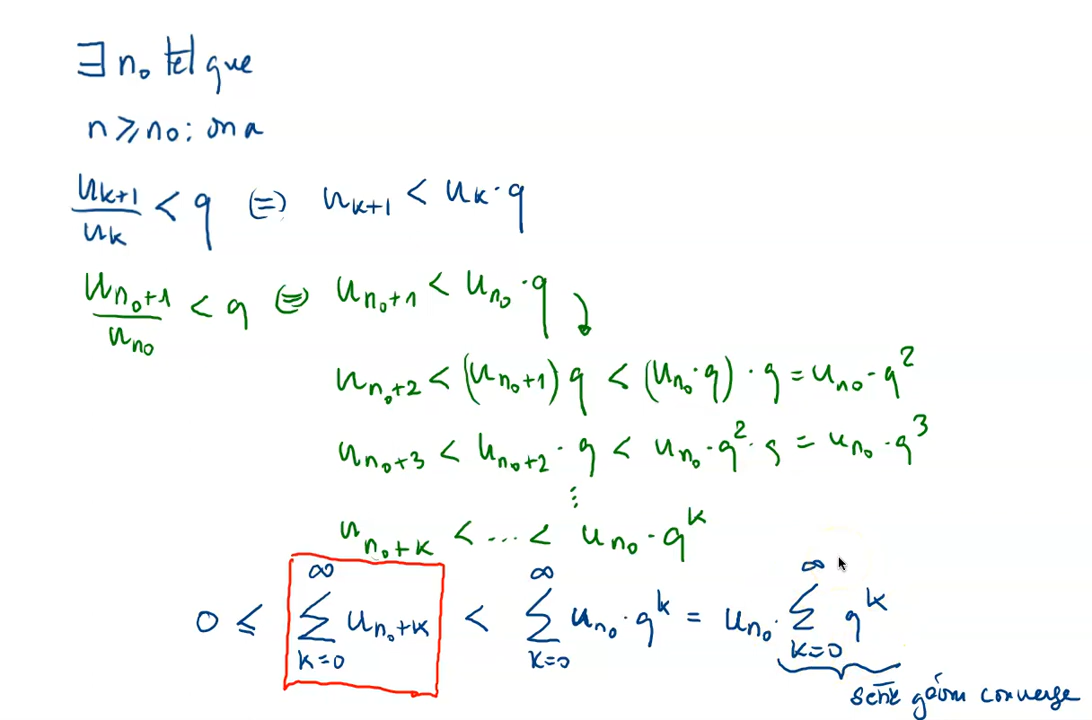 ∃ n₀ tel que
n ⩾ n₀ : on a
u_{k+1}/u_k < q (=) u_{k+1} < u_k · q
u_{n₀+1}/u_{n₀} < q (=) u_{n₀+1} < u_{n₀} · q
u_{n₀+2} < (u_{n₀+1}) q < (u_{n₀} · q) · q = u_{n₀} · q²
u_{n₀+3} < u_{n₀+2} · q < u_{n₀} · q² · q = u_{n₀} · q³
⋮
u_{n₀+k} < ... < u_{n₀} · q^k
0 ≤ ∑_{k=0}^{∞} u_{n₀+k} < ∑_{k=0}^{∞} u_{n₀} · q^k = u_{n₀} · ∑_{k=0}^{∞} q^k
série géom converge